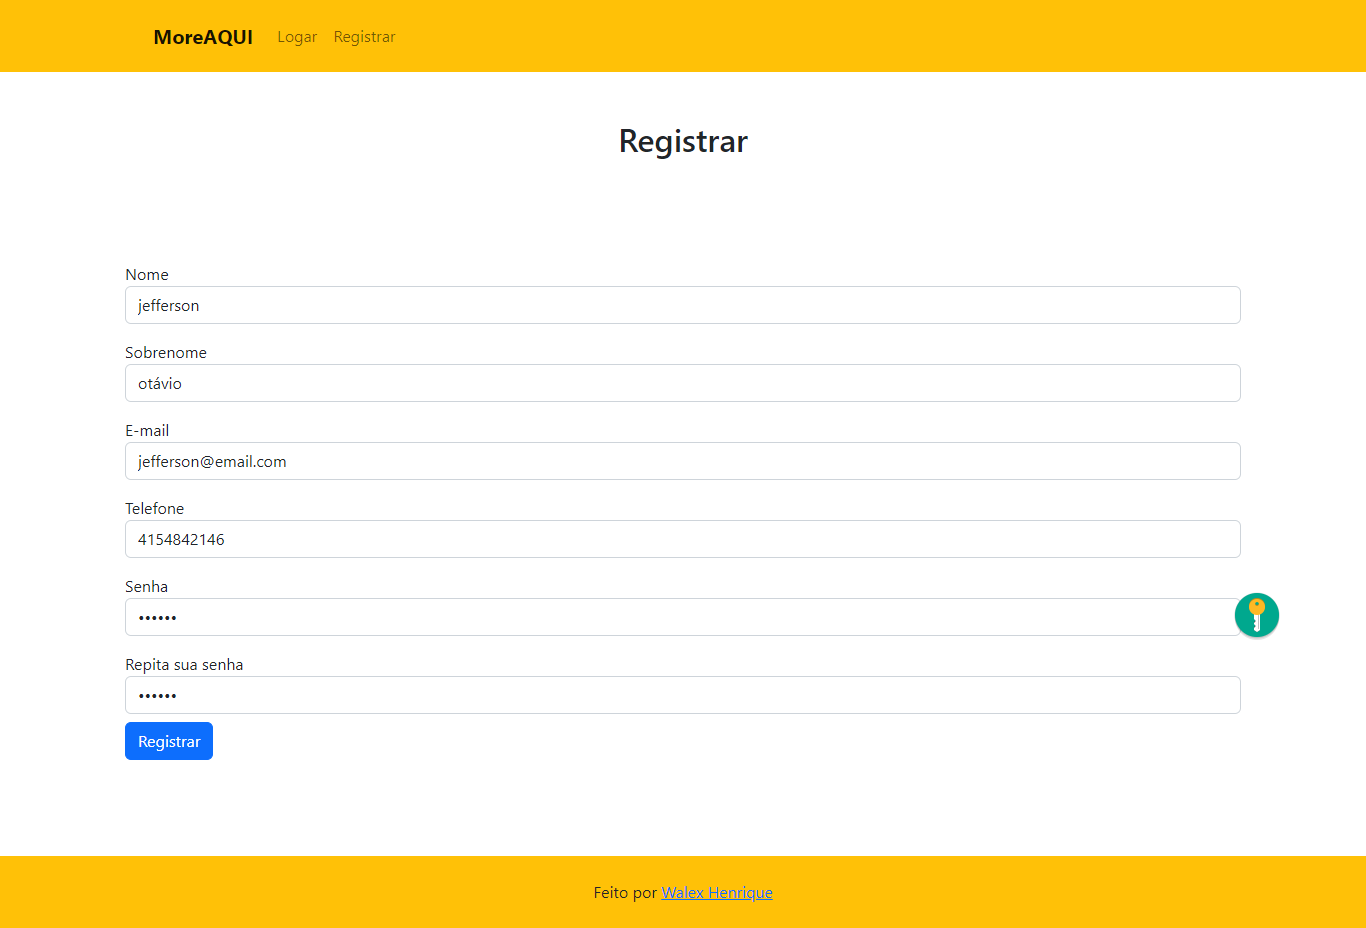 MoreAQUI Logar Registrar
Registrar
Nome
jefferson
Sobrenome
otávio
E-mail
jefferson@email.com
Telefone
4154842146
Senha
••••••
Repita sua senha
••••••
Registrar
Feito por Walex Henrique